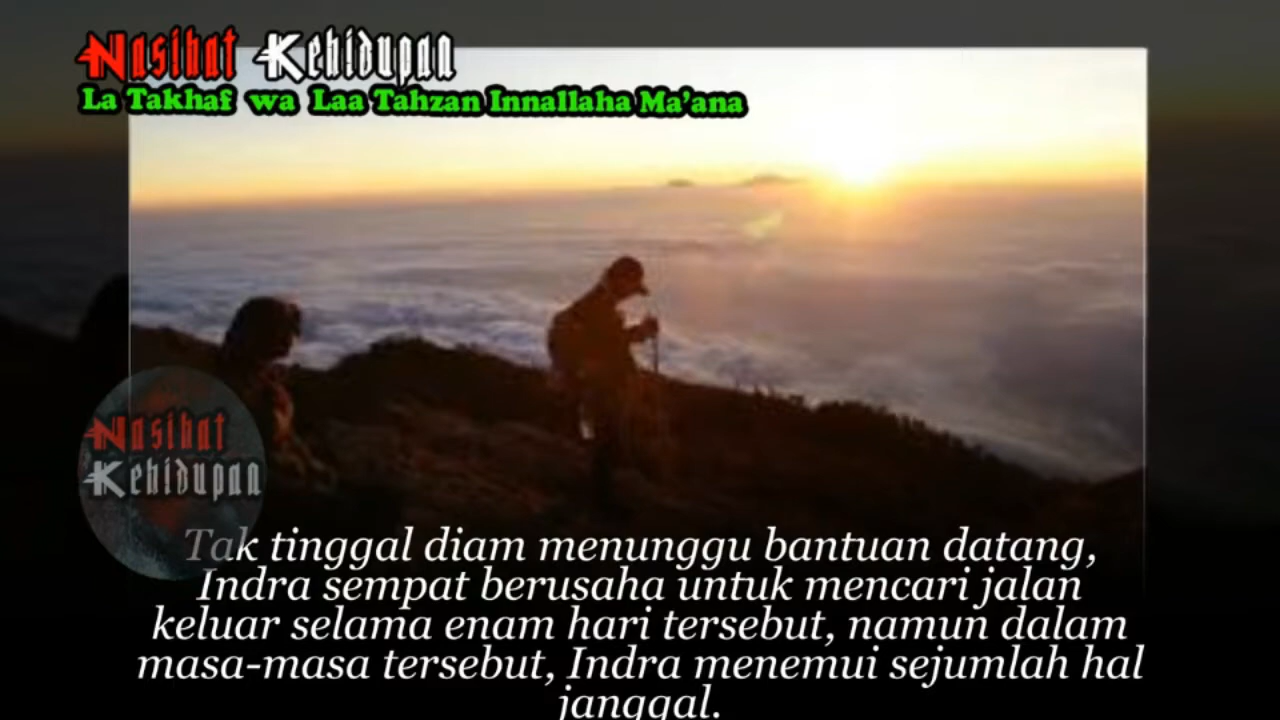 Nasihat Kehidupan
La Takhaf wa Laa Tahzan Innallaha Ma'ana
Nasihat
Kehidupan
Tak tinggal diam menunggu bantuan datang,
Indra sempat berusaha untuk mencari jalan
keluar selama enam hari tersebut, namun dalam
masa-masa tersebut, Indra menemui sejumlah hal
janggal.